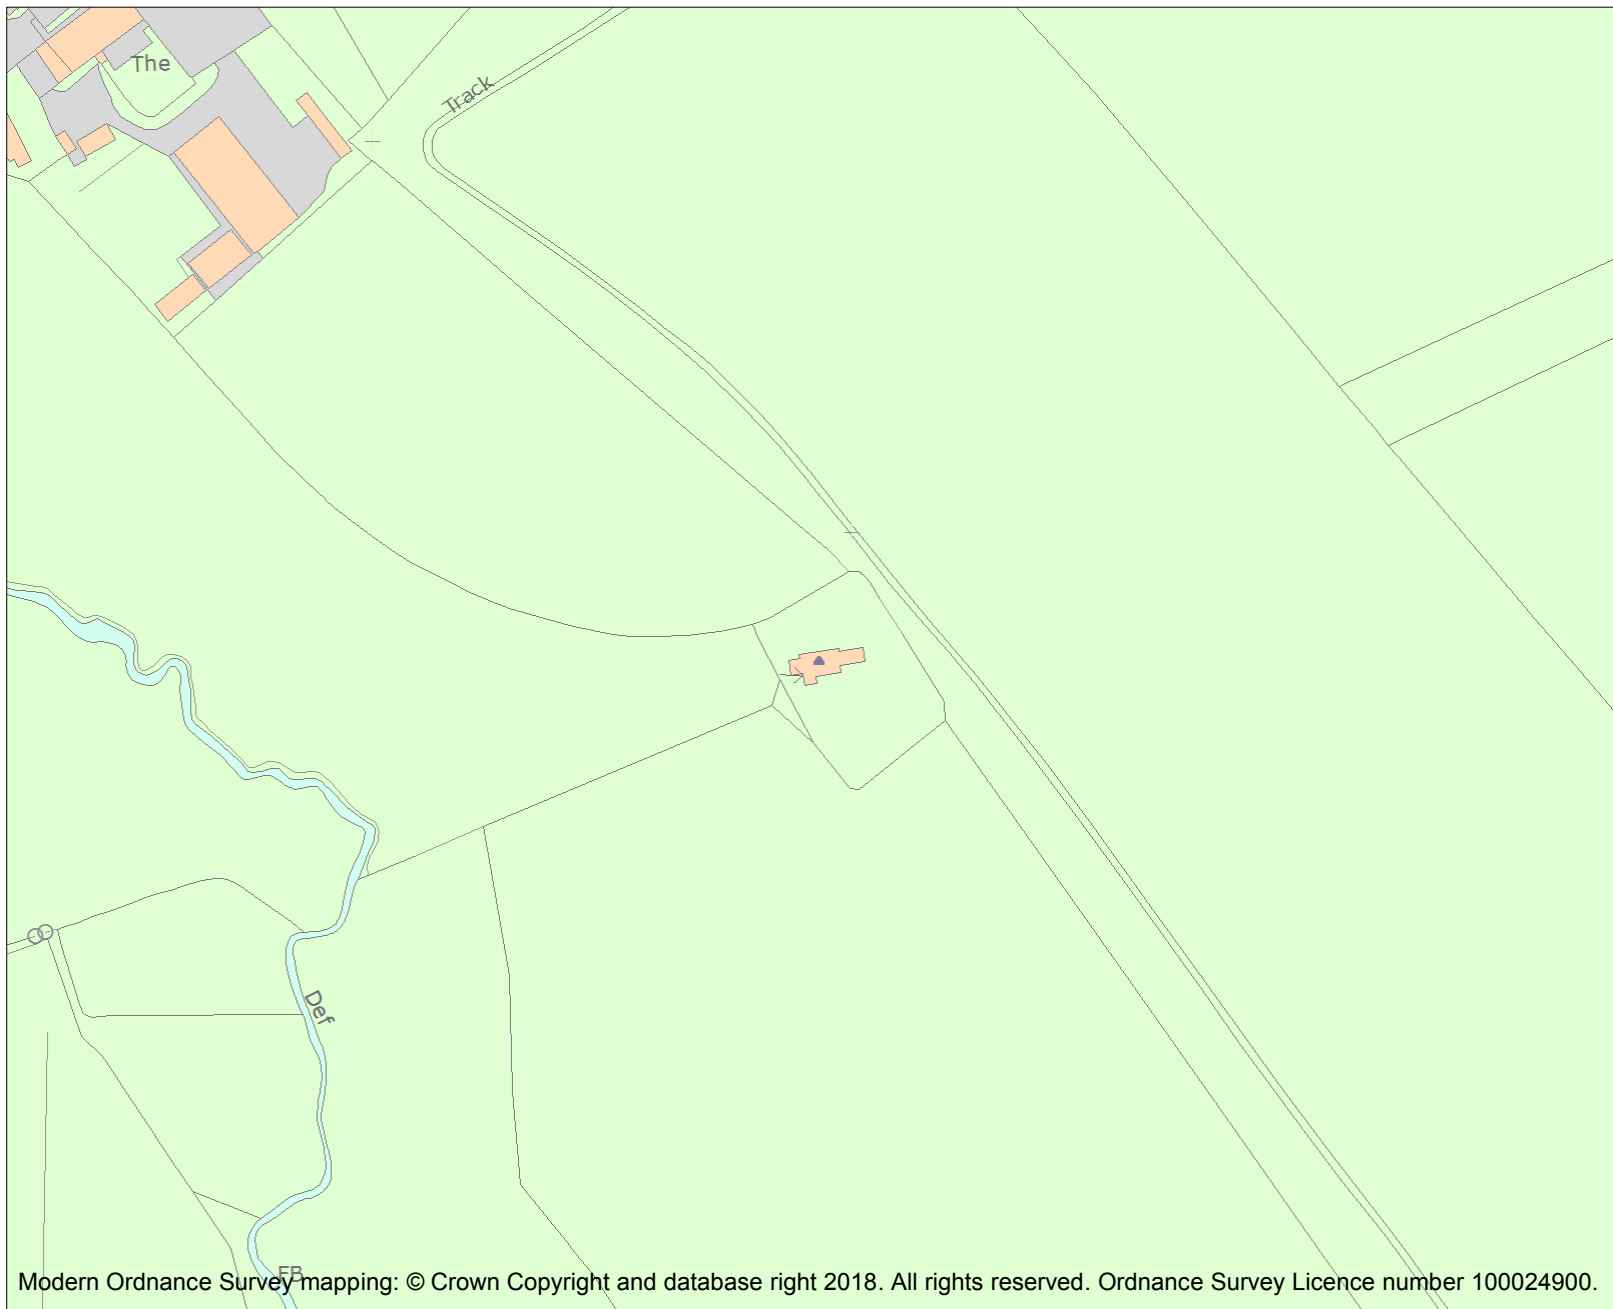 The
Track
Def
FB
Modern Ordnance Survey mapping: © Crown Copyright and database right 2018. All rights reserved. Ordnance Survey Licence number 100024900.